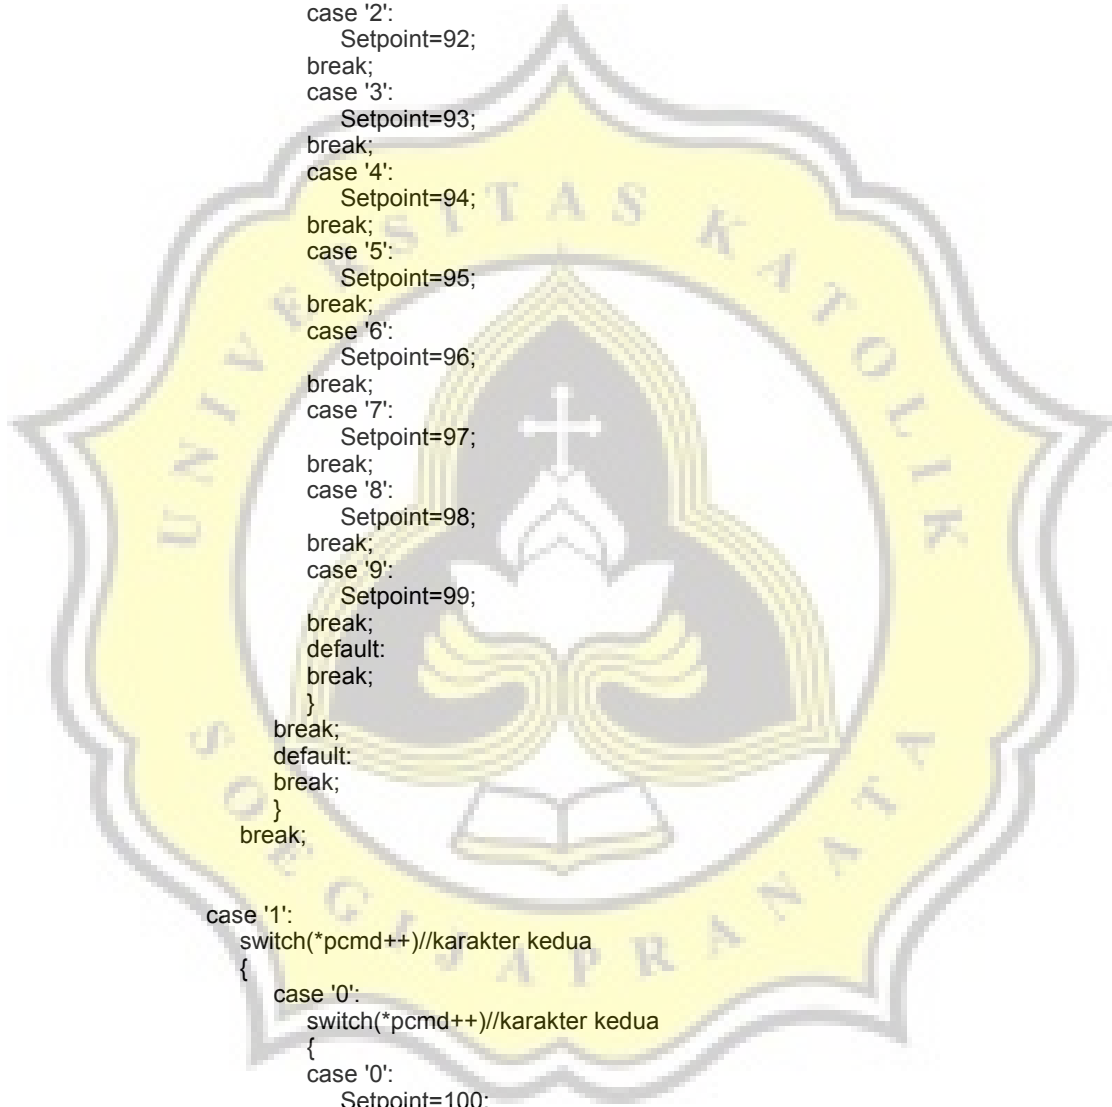 case '2':
Setpoint=92;
break;
case '3':
Setpoint=93;
break;
case '4':
Setpoint=94;
break;
case '5':
Setpoint=95;
break;
case '6':
Setpoint=96;
break;
case '7':
Setpoint=97;
break;
case '8':
Setpoint=98;
break;
case '9':
Setpoint=99;
break;
default:
break;
}
break;
default:
break;
}
break;
case '1':
switch(*pcmd++)//karakter kedua
{
case '0':
switch(*pcmd++)//karakter kedua
{
case '0':
Setpoint=100;
UNIVERSITAS KATOLIK
SOEGIJAPRANATA